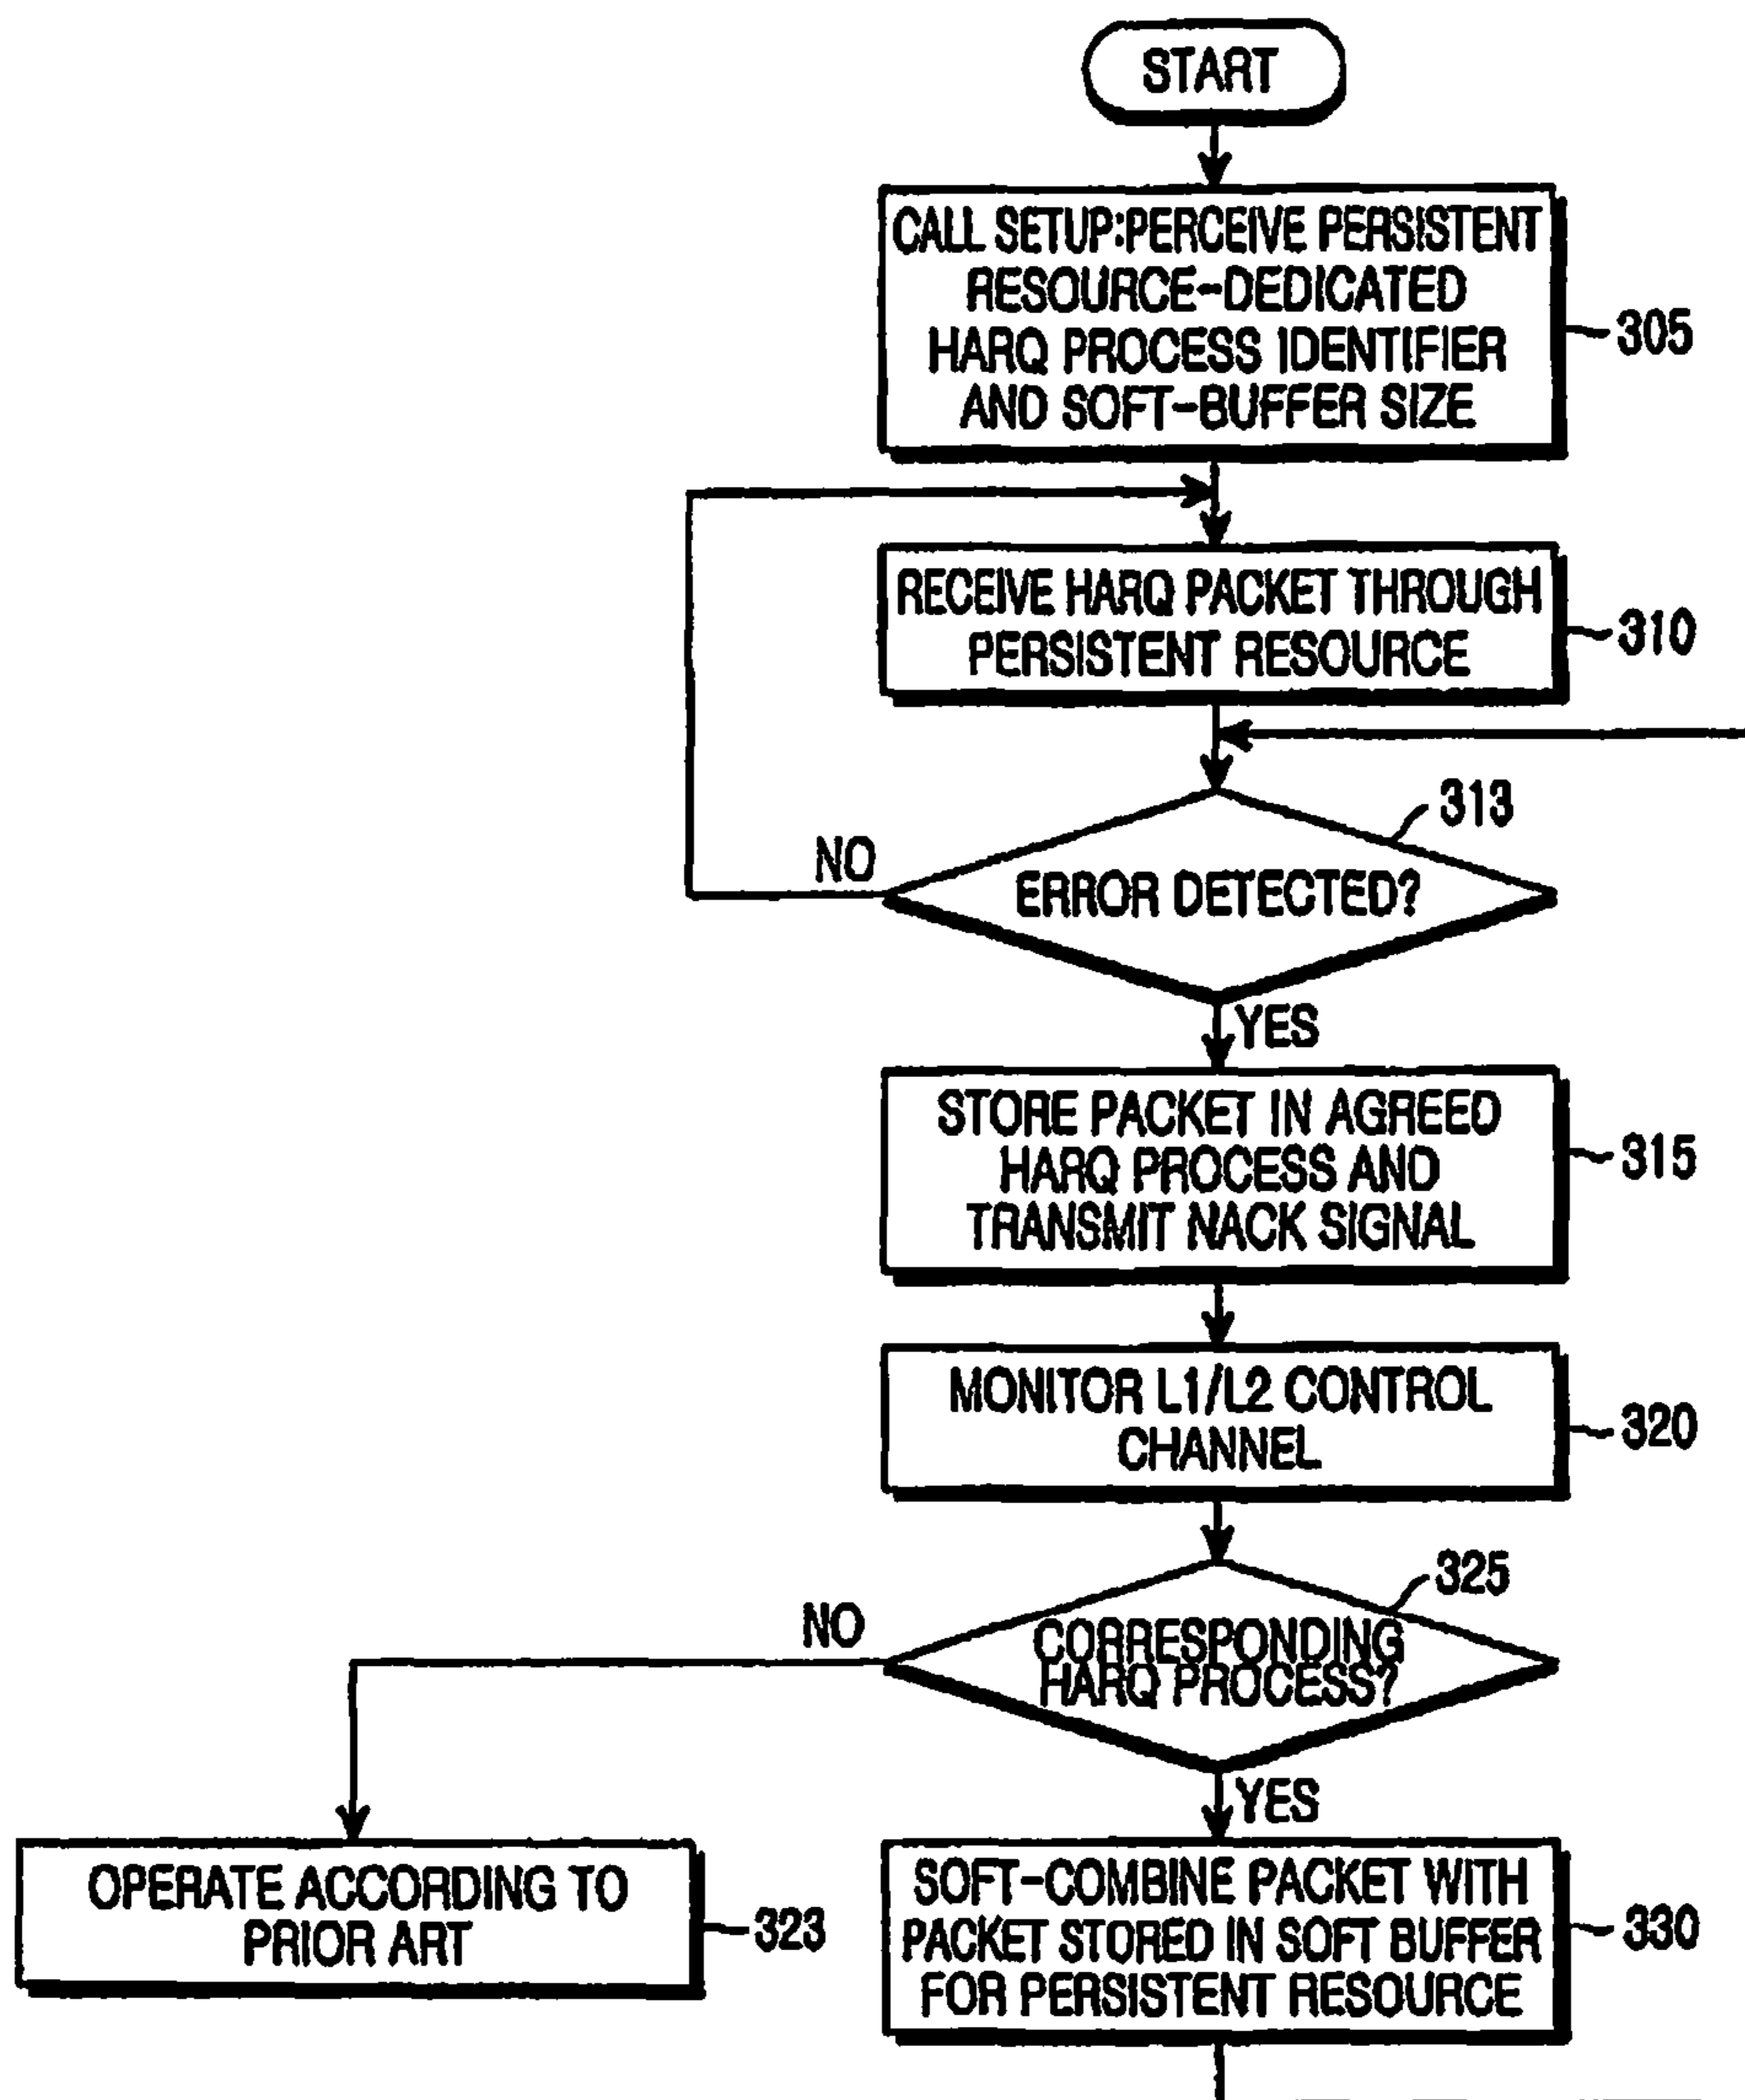 START
CALL SETUP:PERCEIVE PERSISTENT
RESOURCE-DEDICATED
HARQ PROCESS IDENTIFIER
AND SOFT-BUFFER SIZE
305
RECEIVE HARQ PACKET THROUGH
PERSISTENT RESOURCE
310
313
NO
ERROR DETECTED?
YES
STORE PACKET IN AGREED
HARQ PROCESS AND
TRANSMIT NACK SIGNAL
315
MONITOR L1/L2 CONTROL
CHANNEL
320
325
NO
CORRESPONDING
HARQ PROCESS?
YES
OPERATE ACCORDING TO
PRIOR ART
323
SOFT-COMBINE PACKET WITH
PACKET STORED IN SOFT BUFFER
FOR PERSISTENT RESOURCE
330